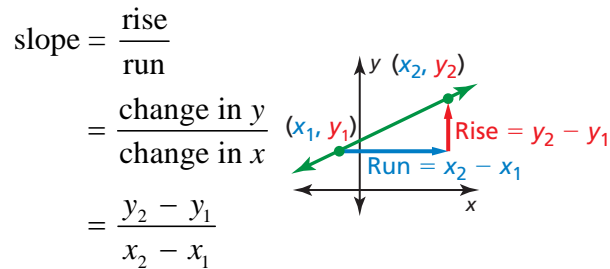 slope = rise/run
= change in y/change in x
= y₂ − y₁/x₂ − x₁
y
(x₂, y₂)
(x₁, y₁)
Rise = y₂ − y₁
Run = x₂ − x₁
x